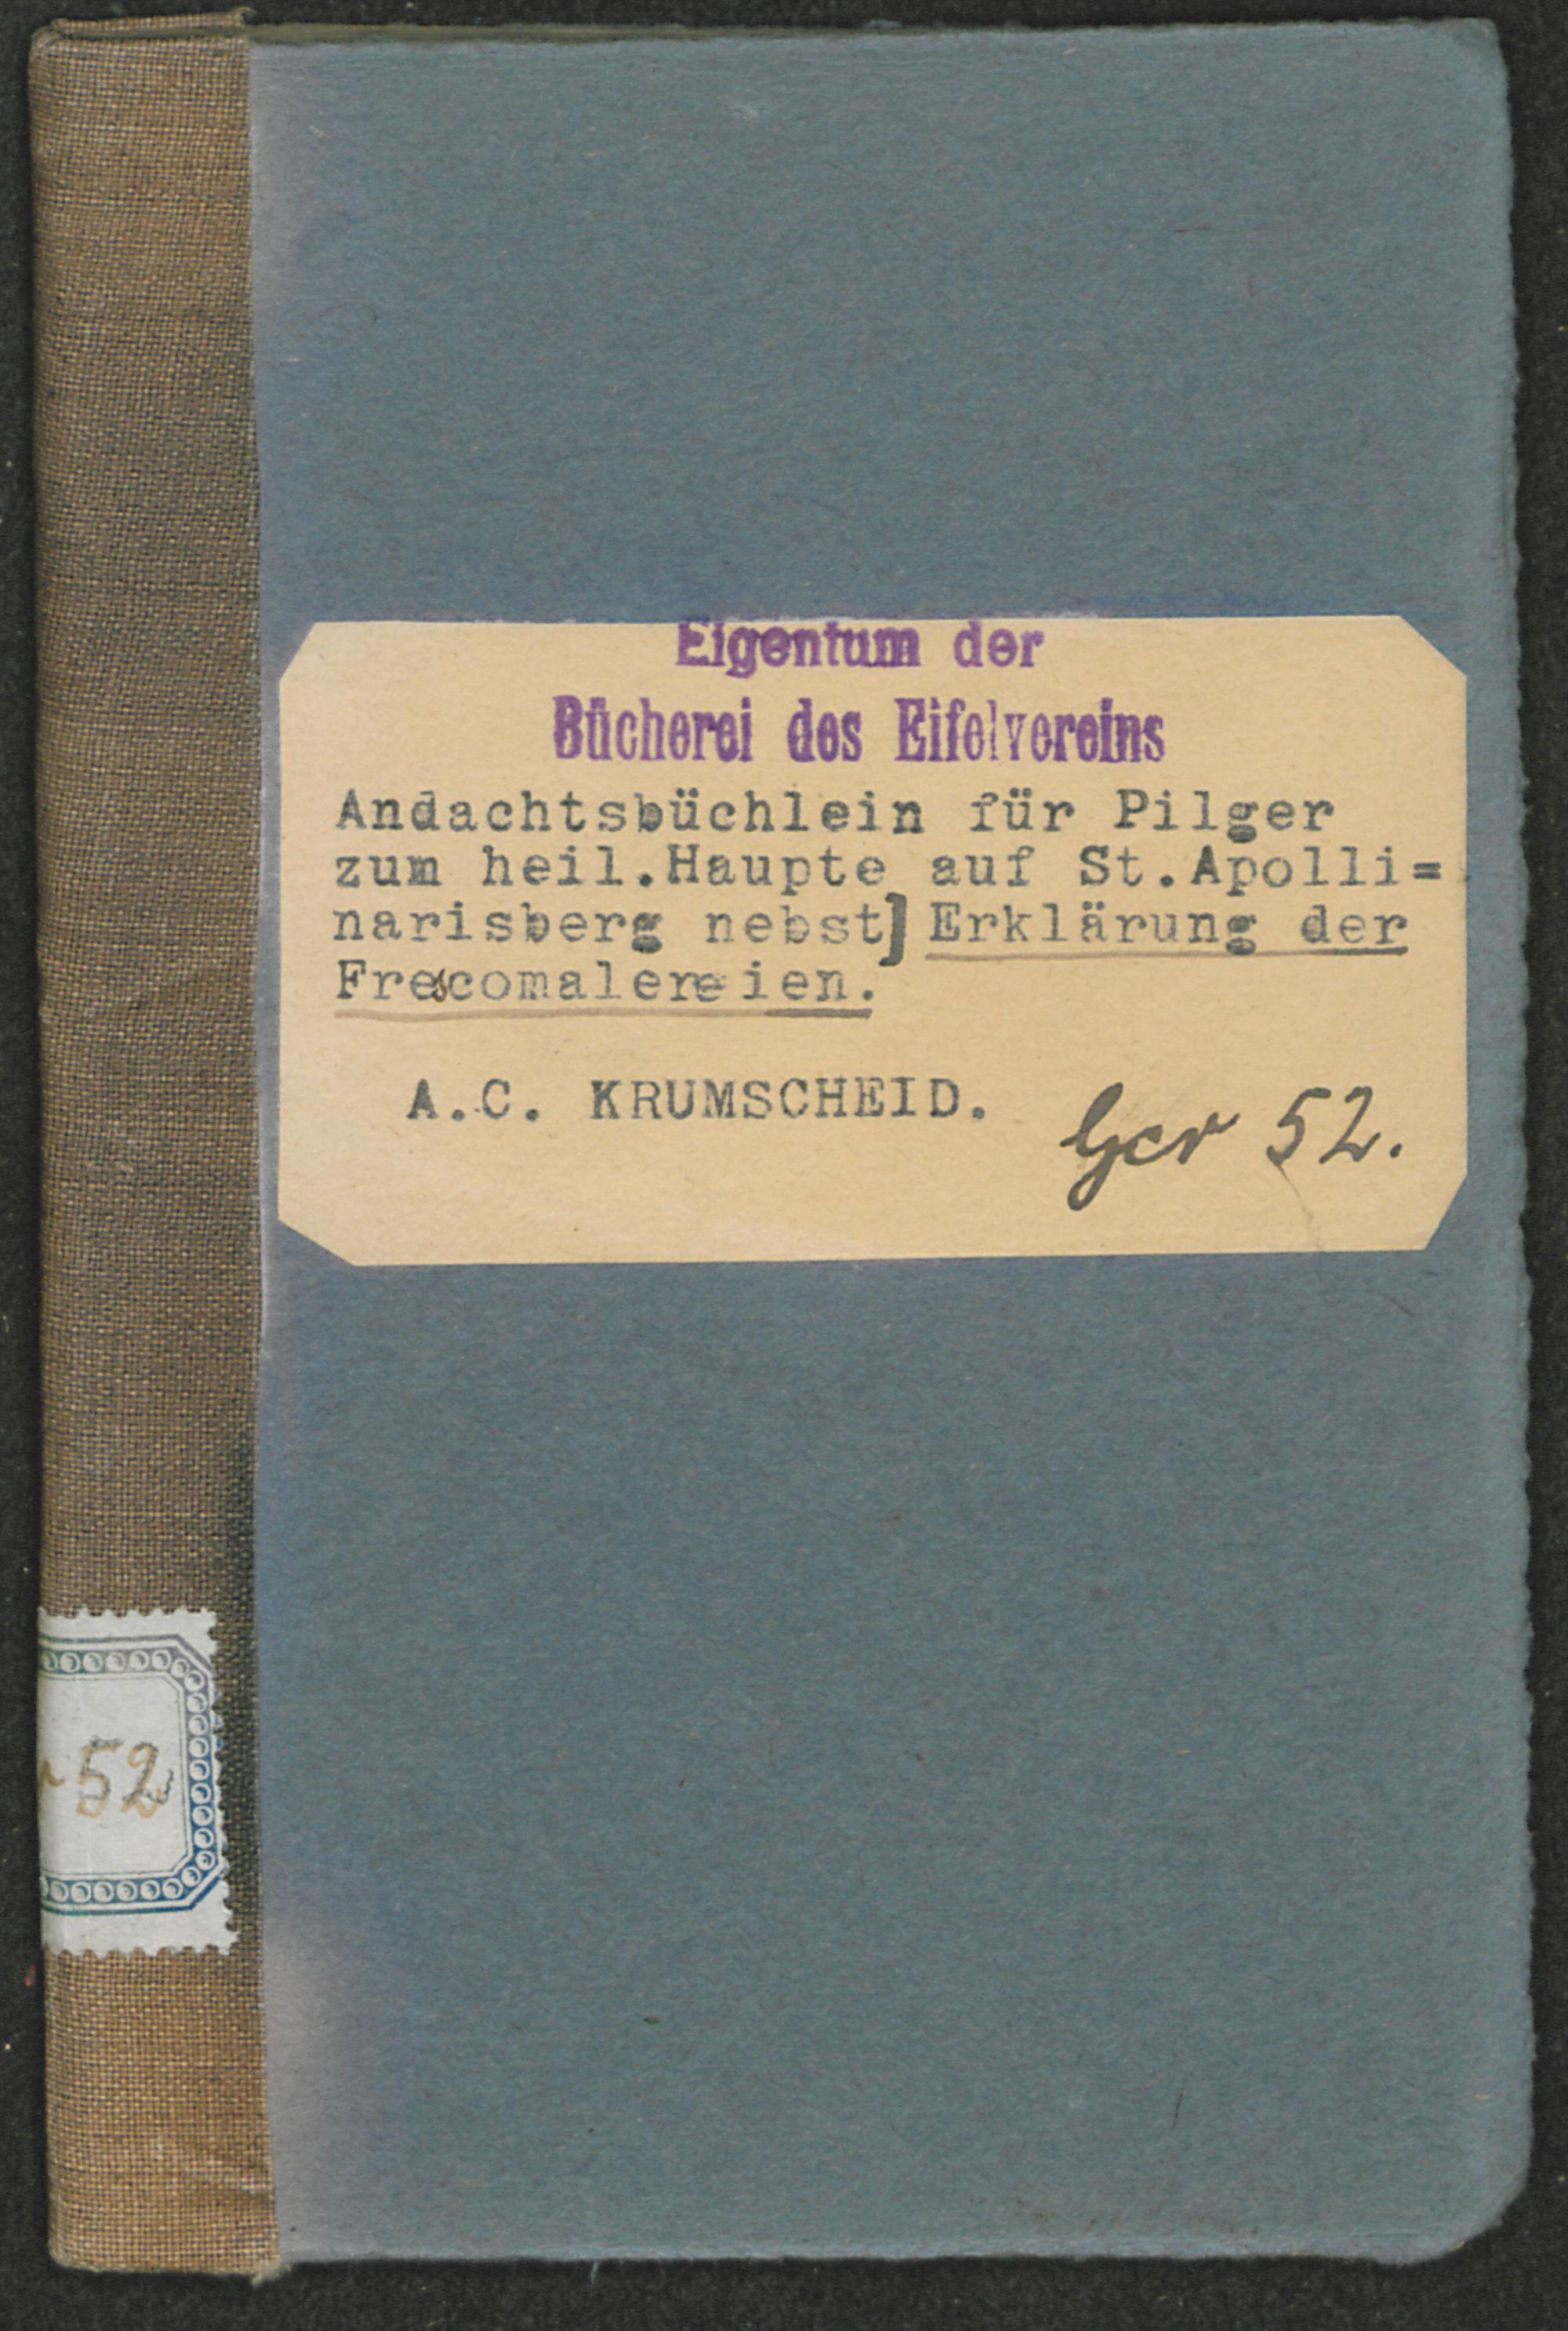 Eigentum der
Bücherei des Eifelvereins
Andachtsbüchlein für Pilger
zum heil.Haupte auf St.Apolli=
narisberg nebst] Erklärung der
Frescomalereien.
A.C. KRUMSCHEID.
52.
52